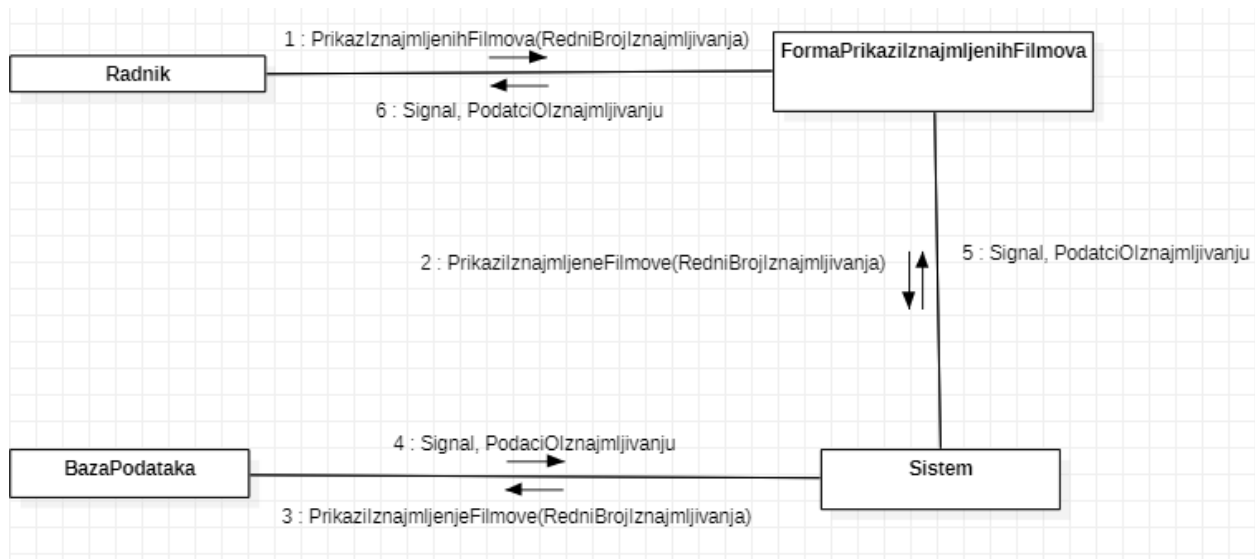 1 : PrikazIznajmljenihFilmova(RedniBrojIznajmljivanja)
FormaPrikaziIznajmljenihFilmova
Radnik
6 : Signal, PodatciOIznajmljivanju
2 : PrikaziIznajmljeneFilmove(RedniBrojIznajmljivanja)
5 : Signal, PodatciOIznajmljivanju
4 : Signal, PodaciOIznajmljivanju
BazaPodataka
Sistem
3 : PrikaziIznajmljenjeFilmove(RedniBrojIznajmljivanja)